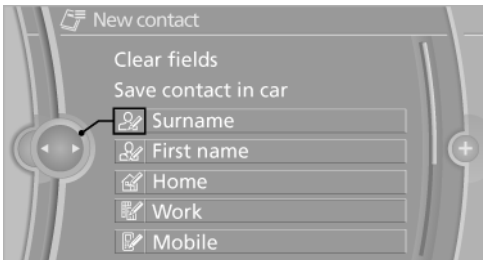 New contact
Clear fields
Save contact in car
Surname
First name
Home
Work
Mobile